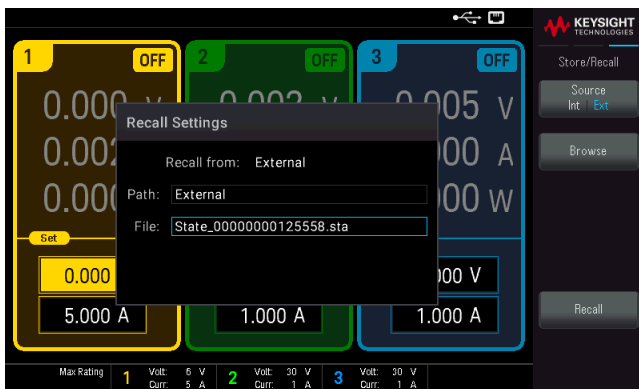 KEYSIGHT
TECHNOLOGIES
1 OFF 2 OFF 3 OFF
Store/Recall
Source
Int Ext
0.000 V 0.002 V 0.005 V
Recall Settings
Browse
Recall from: External
Path: External
W
File: State_00000000125558.sta
Set
0.000
V
5.000 A 1.000 A 1.000 A
Recall
Max Rating 1 Volt: 6 V 2 Volt: 30 V 3 Volt: 30 V
Curr: 5 A Curr: 1 A Curr: 1 A